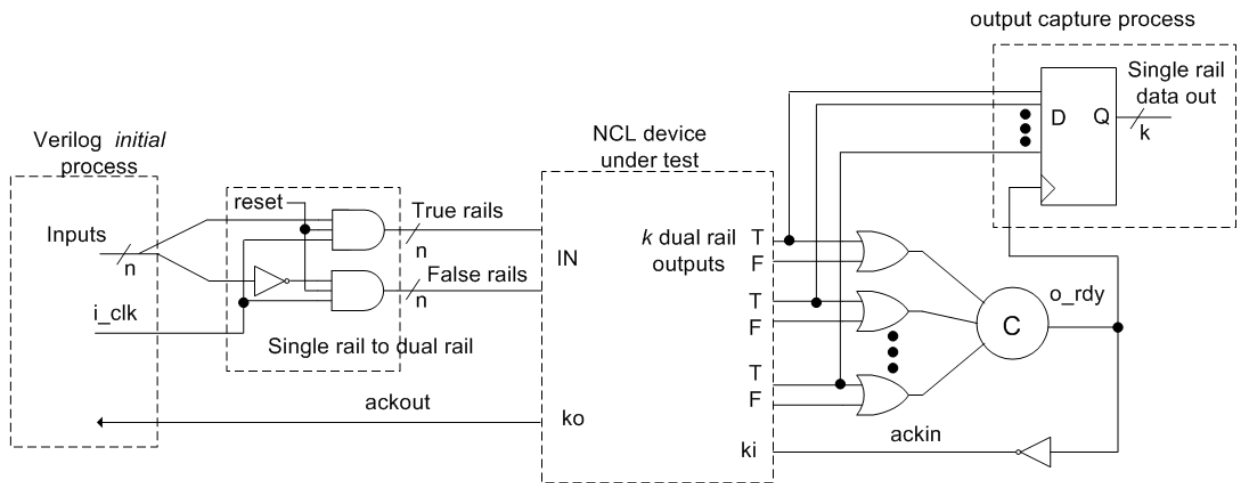 output capture process
Single rail
data out
D
Q
k
NCL device
under test
Verilog initial
process
reset
True rails
Inputs
n
n
IN
k dual rail
outputs
T
F
False rails
n
i_clk
T
F
o_rdy
C
Single rail to dual rail
T
F
ackout
ko
ackin
ki